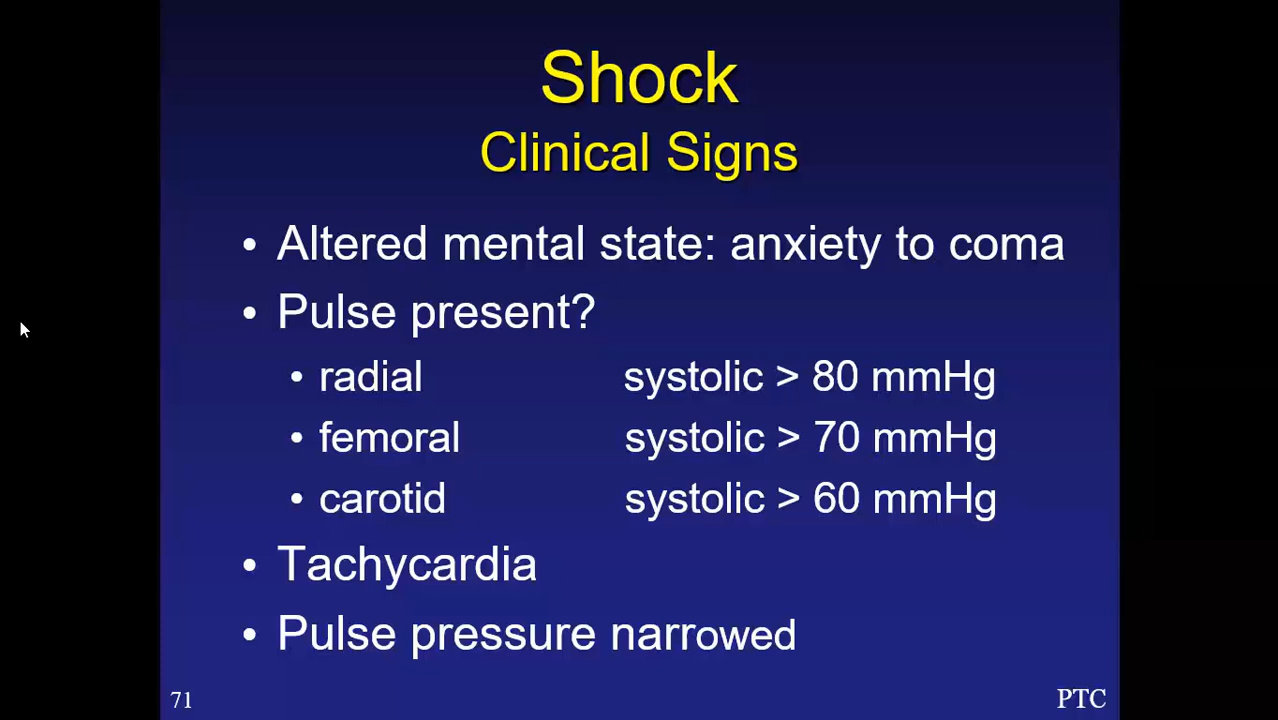 Shock
Clinical Signs
• Altered mental state: anxiety to coma
• Pulse present?
• radial systolic > 80 mmHg
• femoral systolic > 70 mmHg
• carotid systolic > 60 mmHg
• Tachycardia
• Pulse pressure narrowed
71 PTC